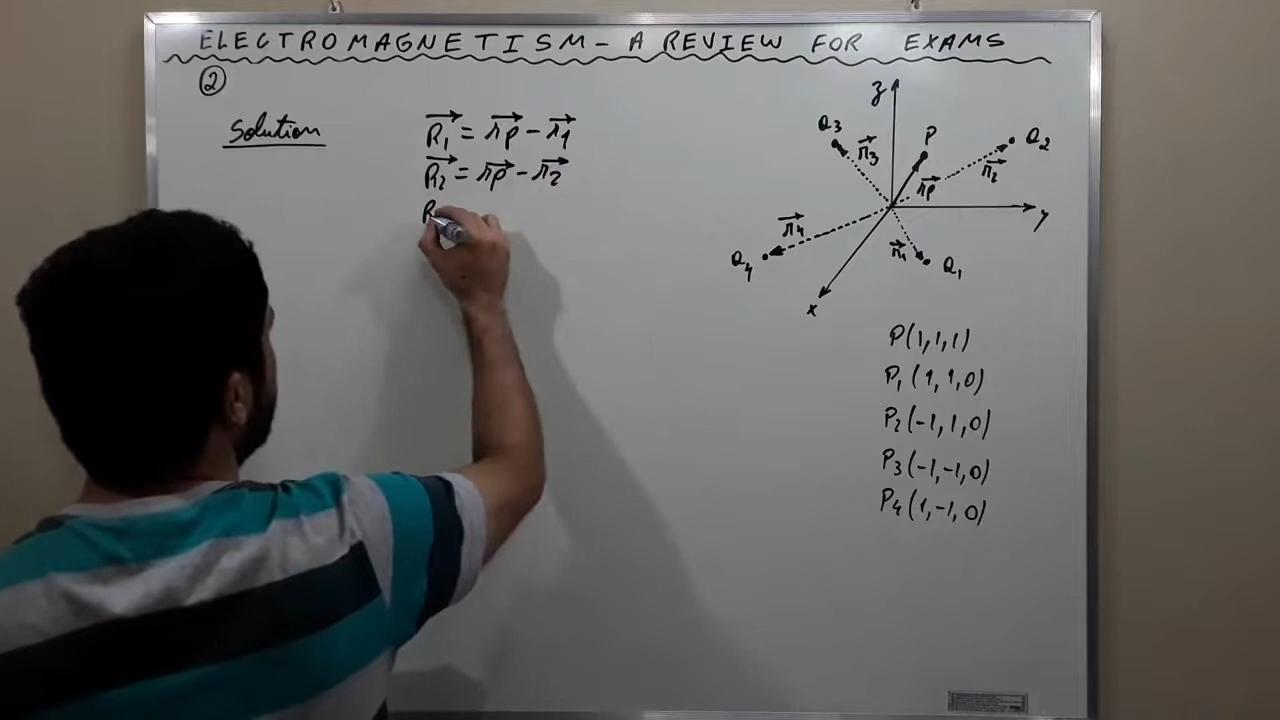 ELECTROMAGNETISM - A REVIEW FOR EXAMS
②
Solution
R₁ = rp - r1
R₂ = rp - r2
R
z
y
x
P
rp
Q₁
r1
Q₂
r2
Q₃
r3
Q₄
r4
P(1,1,1)
P₁(1,1,0)
P₂(-1,1,0)
P₃(-1,-1,0)
P₄(1,-1,0)